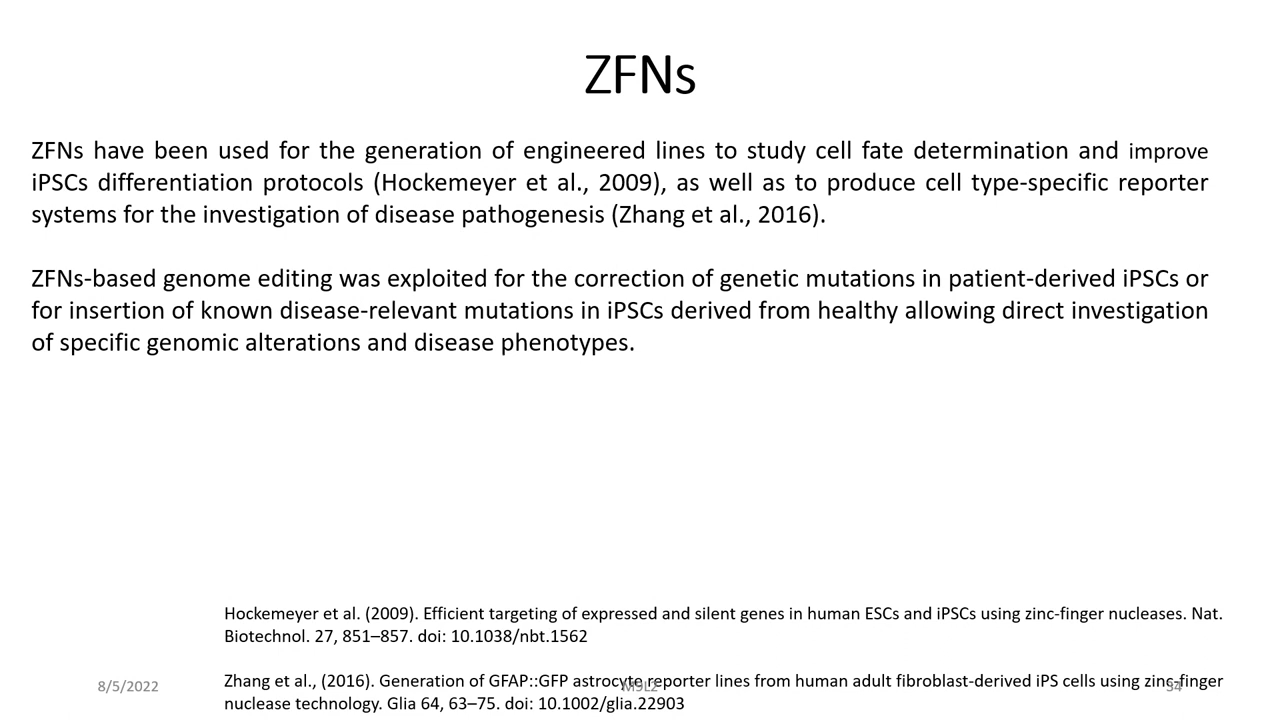 ZFNs
ZFNs have been used for the generation of engineered lines to study cell fate determination and improve
iPSCs differentiation protocols (Hockemeyer et al., 2009), as well as to produce cell type-specific reporter
systems for the investigation of disease pathogenesis (Zhang et al., 2016).
ZFNs-based genome editing was exploited for the correction of genetic mutations in patient-derived iPSCs or
for insertion of known disease-relevant mutations in iPSCs derived from healthy allowing direct investigation
of specific genomic alterations and disease phenotypes.
Hockemeyer et al. (2009). Efficient targeting of expressed and silent genes in human ESCs and iPSCs using zinc-finger nucleases. Nat.
Biotechnol. 27, 851–857. doi: 10.1038/nbt.1562
Zhang et al., (2016). Generation of GFAP::GFP astrocyte reporter lines from human adult fibroblast-derived iPS cells using zinc-finger
nuclease technology. Glia 64, 63–75. doi: 10.1002/glia.22903
8/5/2022
M9L2
34